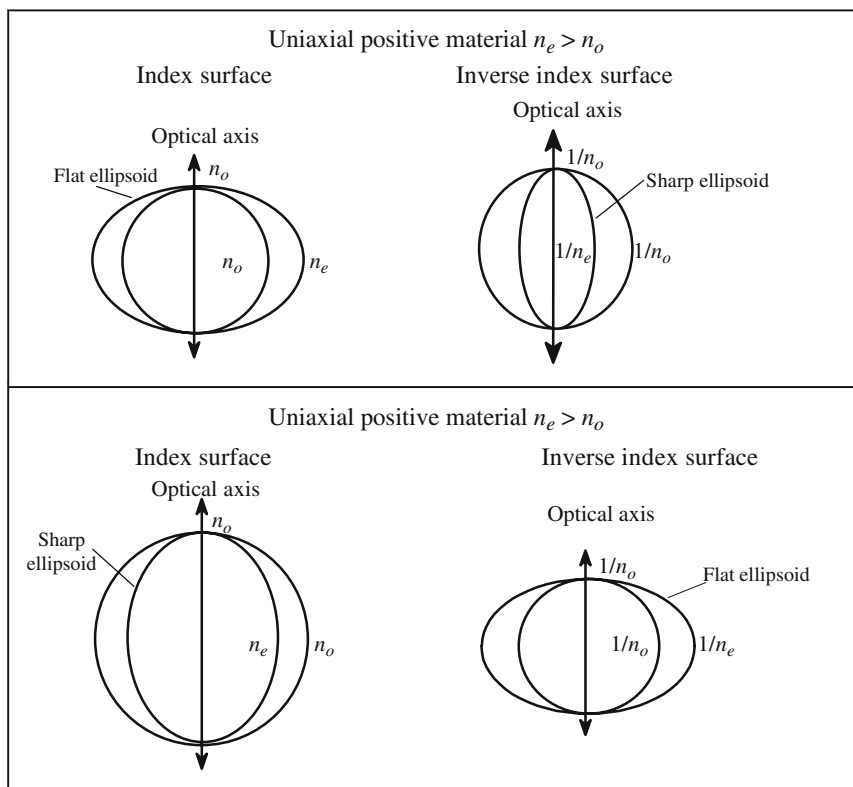 Uniaxial positive material n_e > n_o
Index surface
Inverse index surface
Optical axis
Optical axis
n_o
1/n_o
Flat ellipsoid
Sharp ellipsoid
n_o
n_e
1/n_e
1/n_o
Uniaxial positive material n_e > n_o
Index surface
Inverse index surface
Optical axis
Optical axis
n_o
Sharp
ellipsoid
1/n_o
Flat ellipsoid
n_e
n_o
1/n_o
1/n_e